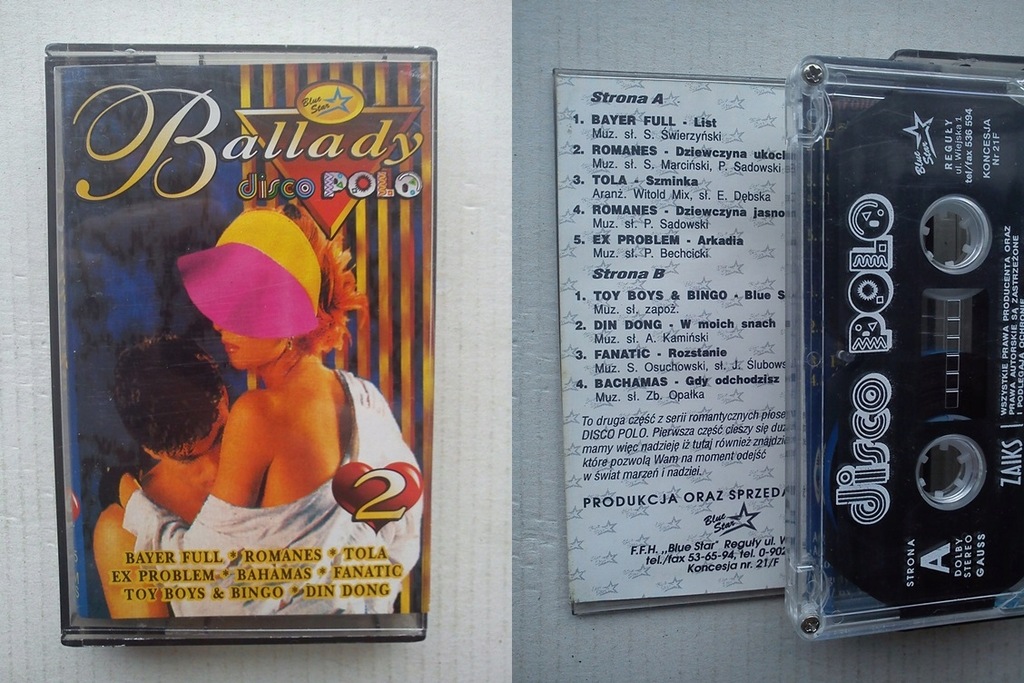 Blue Star
Ballady
disco POLO
2
BAYER FULL * ROMANES * TOLA
EX PROBLEM * BAHAMAS * FANATIC
TOY BOYS & BINGO * DIN DONG
Strona A
1. BAYER FULL - List
Muz. sł. S. Świerzyński
2. ROMANES - Dziewczyna
Muz. sł. S. Marciński, P. Sadowski
3. TOLA - Szminka
Aranż. Witold Mix, sł. E. Dębska
4. ROMANES - Dziewczyna
Muz. sł. P. Sadowski
5. EX PROBLEM - Arkadia
Muz. sł. P. Bechcicki
Strona B
1. TOY BOYS & BINGO - Blue
Muz. sł. zapoż.
2. DIN DONG - W moich snach
Muz. sł. A. Kamiński
3. FANATIC - Rozstanie
Muz. S. Osuchowski, sł. J.
4. BACHAMAS - Gdy odchodzisz
Muz. sł. Zb. Opałka
To druga część z serii romantycznych
DISCO POLO. Pierwsza część cieszy się
mamy więc nadzieję iż tutaj również
które pozwolą Wam na moment odejść
w świat marzeń i nadziei.
PRODUKCJA ORAZ
Blue Star
F.F.H. „Blue Star" Reguły ul.
tel./fax 53-65-94, tel. 0-902
Koncesja nr. 21/F
Blue Star
REGUŁY
ul. Wiejska 1
tel/fax 536 594
KONCESJA
Nr 21F
disco POLO
STRONA
A
DOLBY
STEREO
GAUSS
WSZYSTKIE PRAWA PRODUCENTA ORAZ
PRAWA AUTORSKIE SĄ ZASTRZEŻONE
I PODLEGAJĄ OCHRONIE
ZAIKS